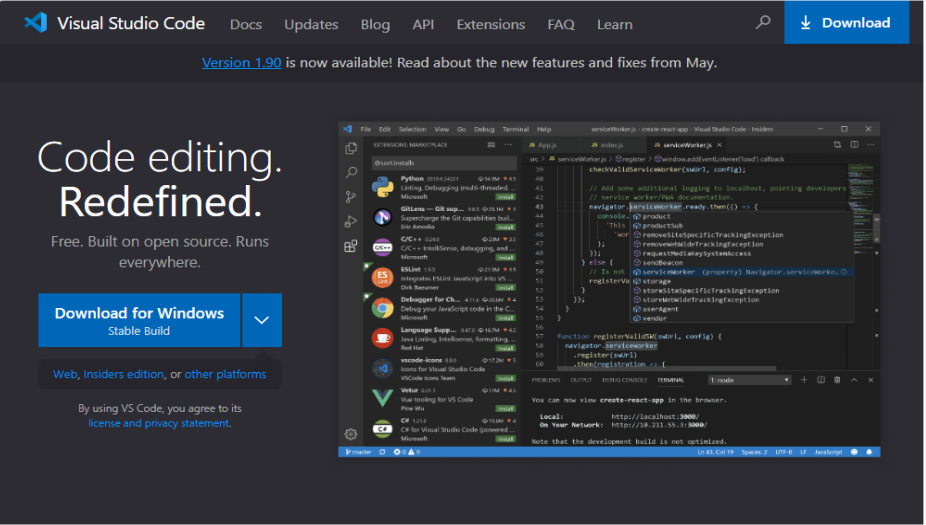 Visual Studio Code Docs Updates Blog API Extensions FAQ Learn Download
Version 1.90 is now available! Read about the new features and fixes from May.
Code editing.
Redefined.
Free. Built on open source. Runs
everywhere.
Download for Windows
Stable Build
Web, Insiders edition, or other platforms
By using VS Code, you agree to its
license and privacy statement.
File Edit Selection View Go Debug Terminal Help
serviceWorker.js - create-react-app - Visual Studio Code - Insiders
EXTENSIONS: MARKETPLACE
@sort:installs
Python 2019.6.24221 54.9M 4.5
Linting, Debugging (multi-threaded, ...
Microsoft Install
GitLens — Git sup... 9.8.5 23.1M 5
Supercharge the Git capabilities buil...
Eric Amodio Install
C/C++ 0.24.0 23M 3.5
C/C++ IntelliSense, debugging, and ...
Microsoft Install
ESLint 1.9.0 21.9M 4.5
Integrates ESLint JavaScript into VS ...
Dirk Baeumer Install
Debugger for Ch... 4.11.6
Debug your JavaScript code in the ...
Microsoft Install
Language Supp... 0.47.0 18.7M 4.5
Java Linting, Intellisense, formatting, ...
Red Hat Install
vscode-icons 8.8.0 17.2M 5
Icons for Visual Studio Code
VSCode Icons Team Install
Vetur 0.21.1 17M 4.5
Vue tooling for VS Code
Pine Wu Install
C# 1.21.0 15.6M 4
C# for Visual Studio Code (powered ...
Microsoft Install
App.js index.js serviceWorker.js
src > serviceWorker.js > register > window.addEventListener('load') callback
39 checkValidServiceWorker(swUrl, config);
40
41 // Add some additional logging to localhost, pointing developers
42 // service worker/PWA documentation.
43 navigator.serviceWorker.ready.then(() => {
44 console. product
45 'This productSub
46 'wor removeSiteSpecificTrackingException
47 ); removeWebWideTrackingException
48 }); requestMediaKeySystemAccess
49 } else { sendBeacon
50 // Is not serviceWorker (property) Navigator.serviceWorke...
51 registerVa storage
52 } storeSiteSpecificTrackingException
53 }); storeWebWideTrackingException
54 } userAgent
55 } vendor
56
57 function registerValidSW(swUrl, config) {
58 navigator.serviceWorker
59 .register(swUrl)
60 .then(registration => {
PROBLEMS OUTPUT DEBUG CONSOLE TERMINAL 1: node
You can now view create-react-app in the browser.
Local: http://localhost:3000/
On Your Network: http://10.211.55.3:3000/
Note that the development build is not optimized.
master 0 0 Ln 43, Col 19 Spaces: 2 UTF-8 LF JavaScript